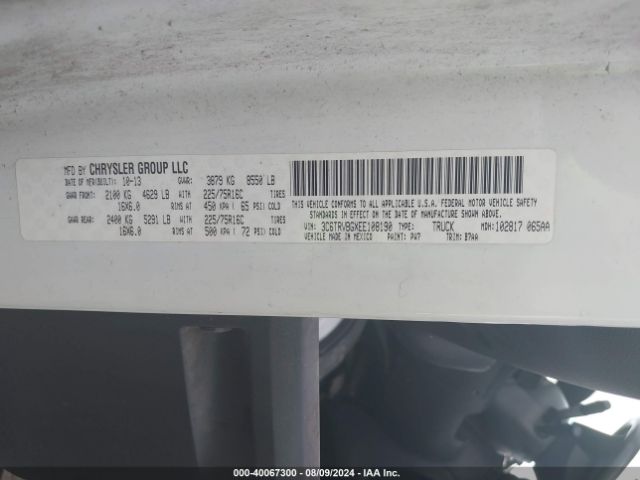 MFD BY CHRYSLER GROUP LLC
DATE OF MFR(BUILT): 10-13 GVWR: 3879 KG 8550 LB
GAWR FRONT: 2100 KG 4629 LB WITH 225/75R16C TIRES
16X6.0 RIMS AT 450 KPA ( 65 PSI) COLD
GAWR REAR: 2400 KG 5291 LB WITH 225/75R16C TIRES
16X6.0 RIMS AT 500 KPA ( 72 PSI) COLD
THIS VEHICLE CONFORMS TO ALL APPLICABLE U.S.A. FEDERAL MOTOR VEHICLE SAFETY
STANDARDS IN EFFECT ON THE DATE OF MANUFACTURE SHOWN ABOVE.
VIN: 3C6TRVBGXEE108190 TYPE: TRUCK MDH: 102817 065AA
VEHICLE MADE IN MEXICO PAINT: PW7 TRIM: B7AA
000-40067300 - 08/09/2024 - IAA Inc.